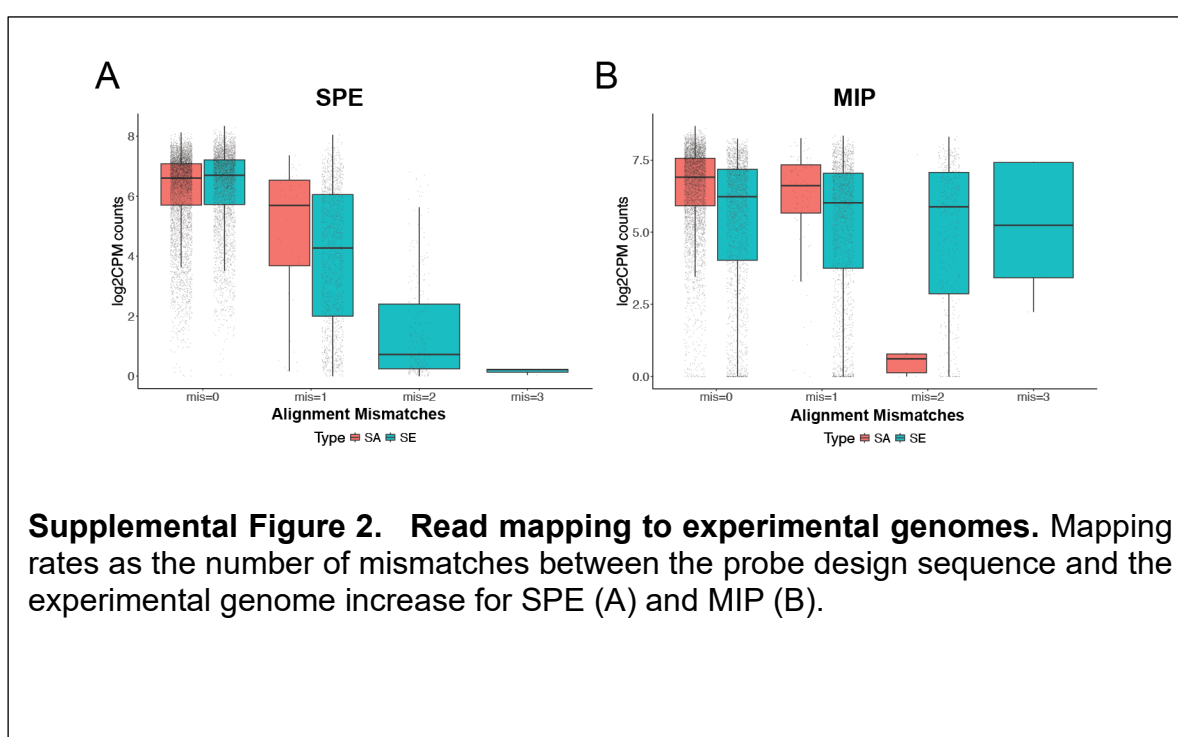 A
SPE
log2CPM counts
8
6
4
2
0
mis=0 mis=1 mis=2 mis=3
Alignment Mismatches
Type SA SE
B
MIP
log2CPM counts
7.5
5.0
2.5
0.0
mis=0 mis=1 mis=2 mis=3
Alignment Mismatches
Type SA SE
Supplemental Figure 2. Read mapping to experimental genomes. Mapping
rates as the number of mismatches between the probe design sequence and the
experimental genome increase for SPE (A) and MIP (B).